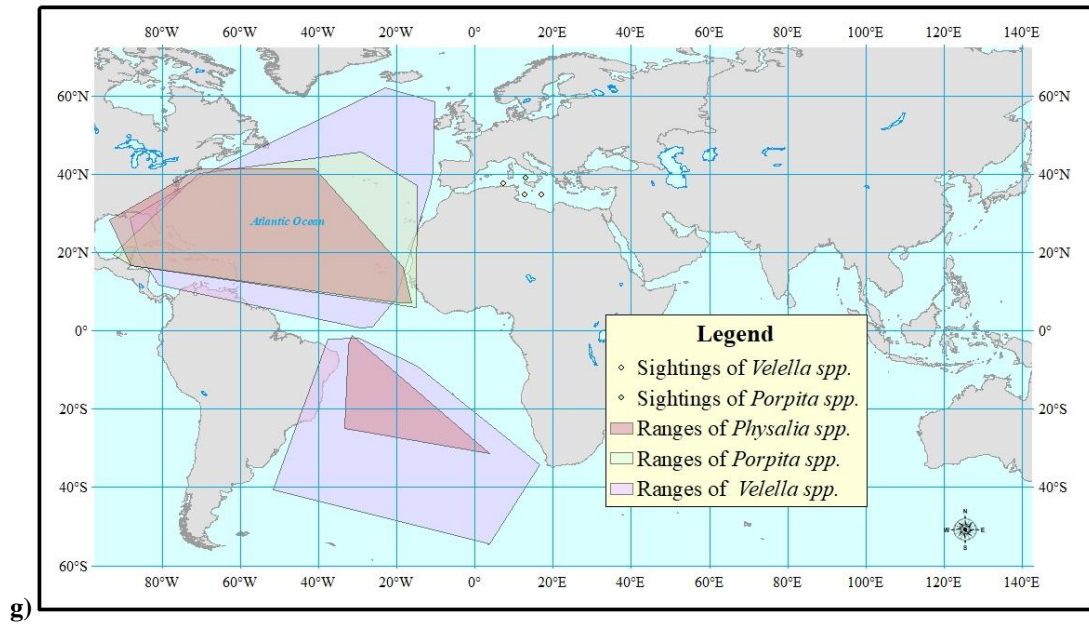 80°W 60°W 40°W 20°W 0° 20°E 40°E 60°E 80°E 100°E 120°E 140°E
60°N 60°N
40°N 40°N
Atlantic Ocean
20°N 20°N
0° 0°
Legend
Sightings of Velella spp.
20°S 20°S
Sightings of Porpita spp.
Ranges of Physalia spp.
Ranges of Porpita spp.
40°S 40°S
Ranges of Velella spp.
N
W E
S
60°S 60°S
80°W 60°W 40°W 20°W 0° 20°E 40°E 60°E 80°E 100°E 120°E 140°E
g)